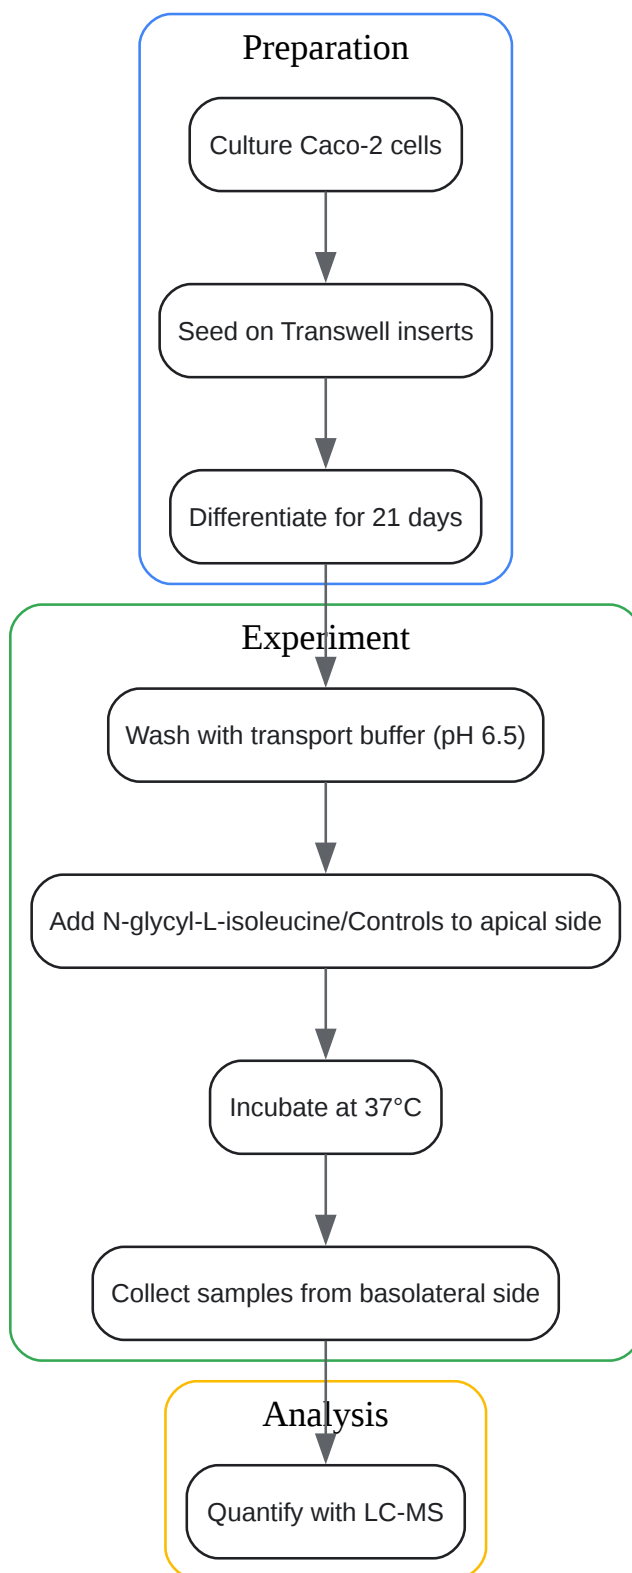 Preparation
Culture Caco-2 cells
Seed on Transwell inserts
Differentiate for 21 days
Experiment
Wash with transport buffer (pH 6.5)
Add N-glycyl-L-isoleucine/Controls to apical side
Incubate at 37°C
Collect samples from basolateral side
Analysis
Quantify with LC-MS